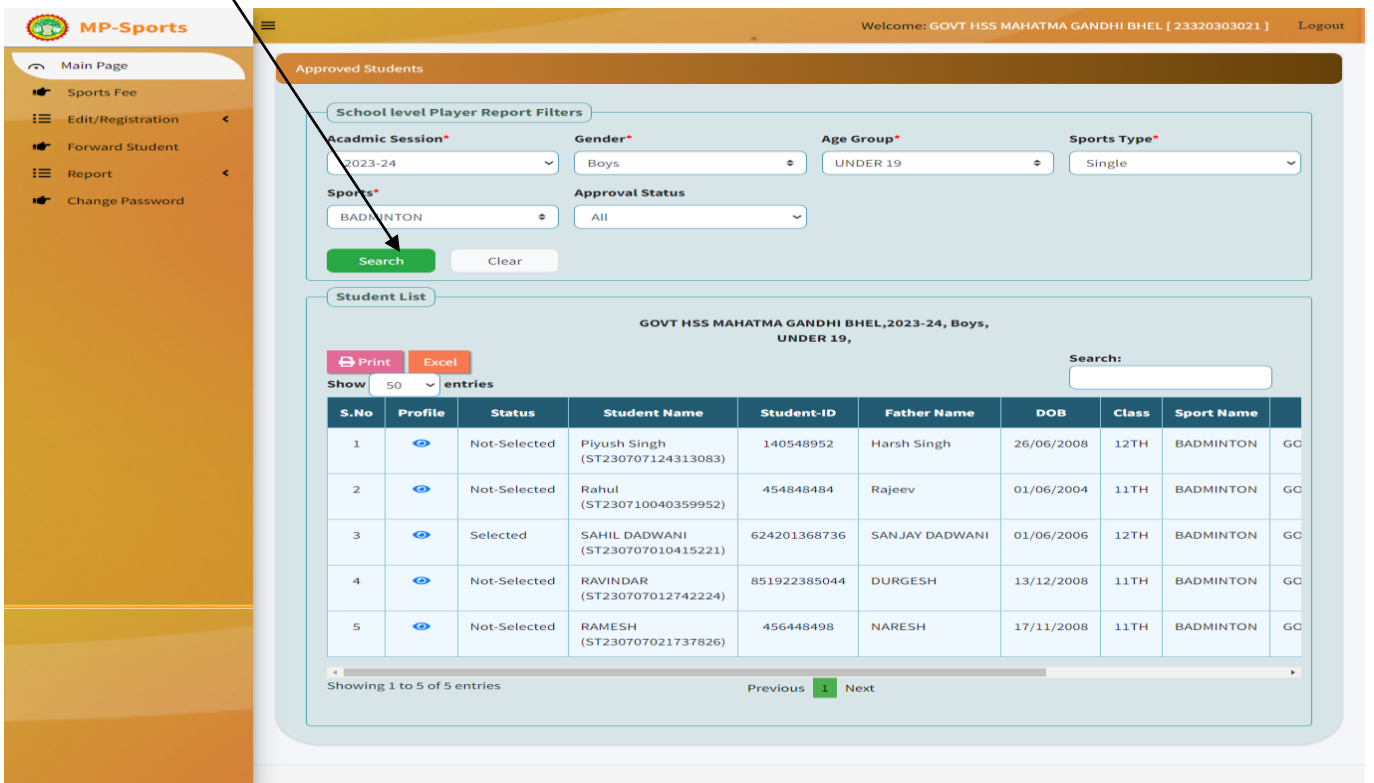 MP-Sports
Welcome: GOVT HSS MAHATMA GANDHI BHEL [ 23320303021 ] Logout
Main Page
Sports Fee
Edit/Registration
Forward Student
Report
Change Password
Approved Students
School level Player Report Filters
Acadmic Session* Gender* Age Group* Sports Type*
2023-24 Boys UNDER 19 Single
Sports* Approval Status
BADMINTON All
Search Clear
Student List
GOVT HSS MAHATMA GANDHI BHEL,2023-24, Boys,
UNDER 19,
Print Excel Search:
Show 50 entries
S.No Profile Status Student Name Student-ID Father Name DOB Class Sport Name
1 Not-Selected Piyush Singh 140548952 Harsh Singh 26/06/2008 12TH BADMINTON GO
(ST230707124313083)
2 Not-Selected Rahul 454848484 Rajeev 01/06/2004 11TH BADMINTON GO
(ST230710040359952)
3 Selected SAHIL DADWANI 624201368736 SANJAY DADWANI 01/06/2006 12TH BADMINTON GO
(ST230707010415221)
4 Not-Selected RAVINDAR 851922385044 DURGESH 13/12/2008 11TH BADMINTON GO
(ST230707012742224)
5 Not-Selected RAMESH 456448498 NARESH 17/11/2008 11TH BADMINTON GO
(ST230707021737826)
Showing 1 to 5 of 5 entries Previous 1 Next